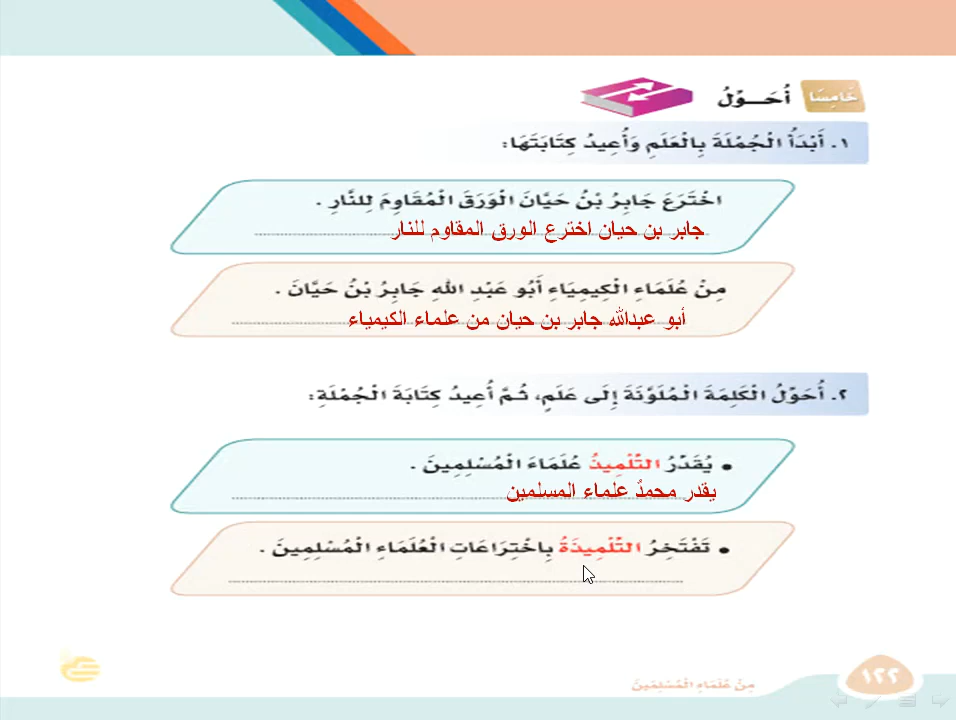 خَامِسًا
أُحَـــوِّلُ
١. أَبْدَأُ الْجُمْلَةَ بِالْعَلَمِ وَأُعِيدُ كِتَابَتَهَا:
اخْتَرَعَ جَابِرُ بْنُ حَيَّانَ الْوَرَقَ الْمُقَاوِمَ لِلنَّارِ .
جابر بن حيان اخترع الورق المقاوم للنار
مِنْ عُلَمَاءِ الْكِيمِيَاءِ أَبُو عَبْدِ اللهِ جَابِرُ بْنُ حَيَّانَ .
أبو عبدالله جابر بن حيان من علماء الكيمياء
٢. أُحَوِّلُ الْكَلِمَةَ الْمُلَوَّنَةَ إِلَى عَلَمٍ، ثُمَّ أُعِيدُ كِتَابَةَ الْجُمْلَةِ:
• يُقَدِّرُ التِّلْمِيذُ عُلَمَاءَ الْمُسْلِمِينَ .
يقدر محمدٌ علماء المسلمين
• تَفْتَخِرُ التِّلْمِيذَةُ بِاخْتِرَاعَاتِ الْعُلَمَاءِ الْمُسْلِمِينَ .
١٢٢
مِنْ عُلَمَاءِ الْمُسْلِمِينَ